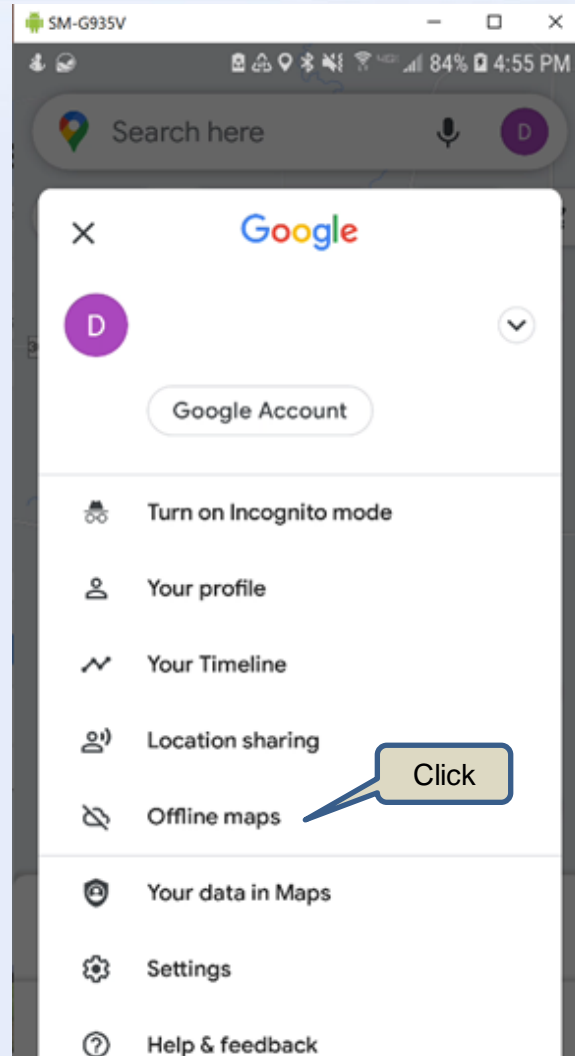 SM-G935V
84% 4:55 PM
Search here
D
Google
D
Google Account
Turn on Incognito mode
Your profile
Your Timeline
Location sharing
Click
Offline maps
Your data in Maps
Settings
Help & feedback